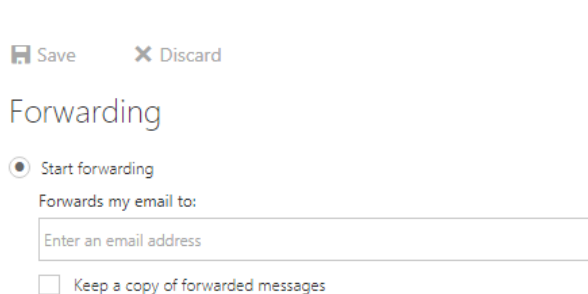 Save Discard
Forwarding
Start forwarding
Forwards my email to:
Enter an email address
Keep a copy of forwarded messages